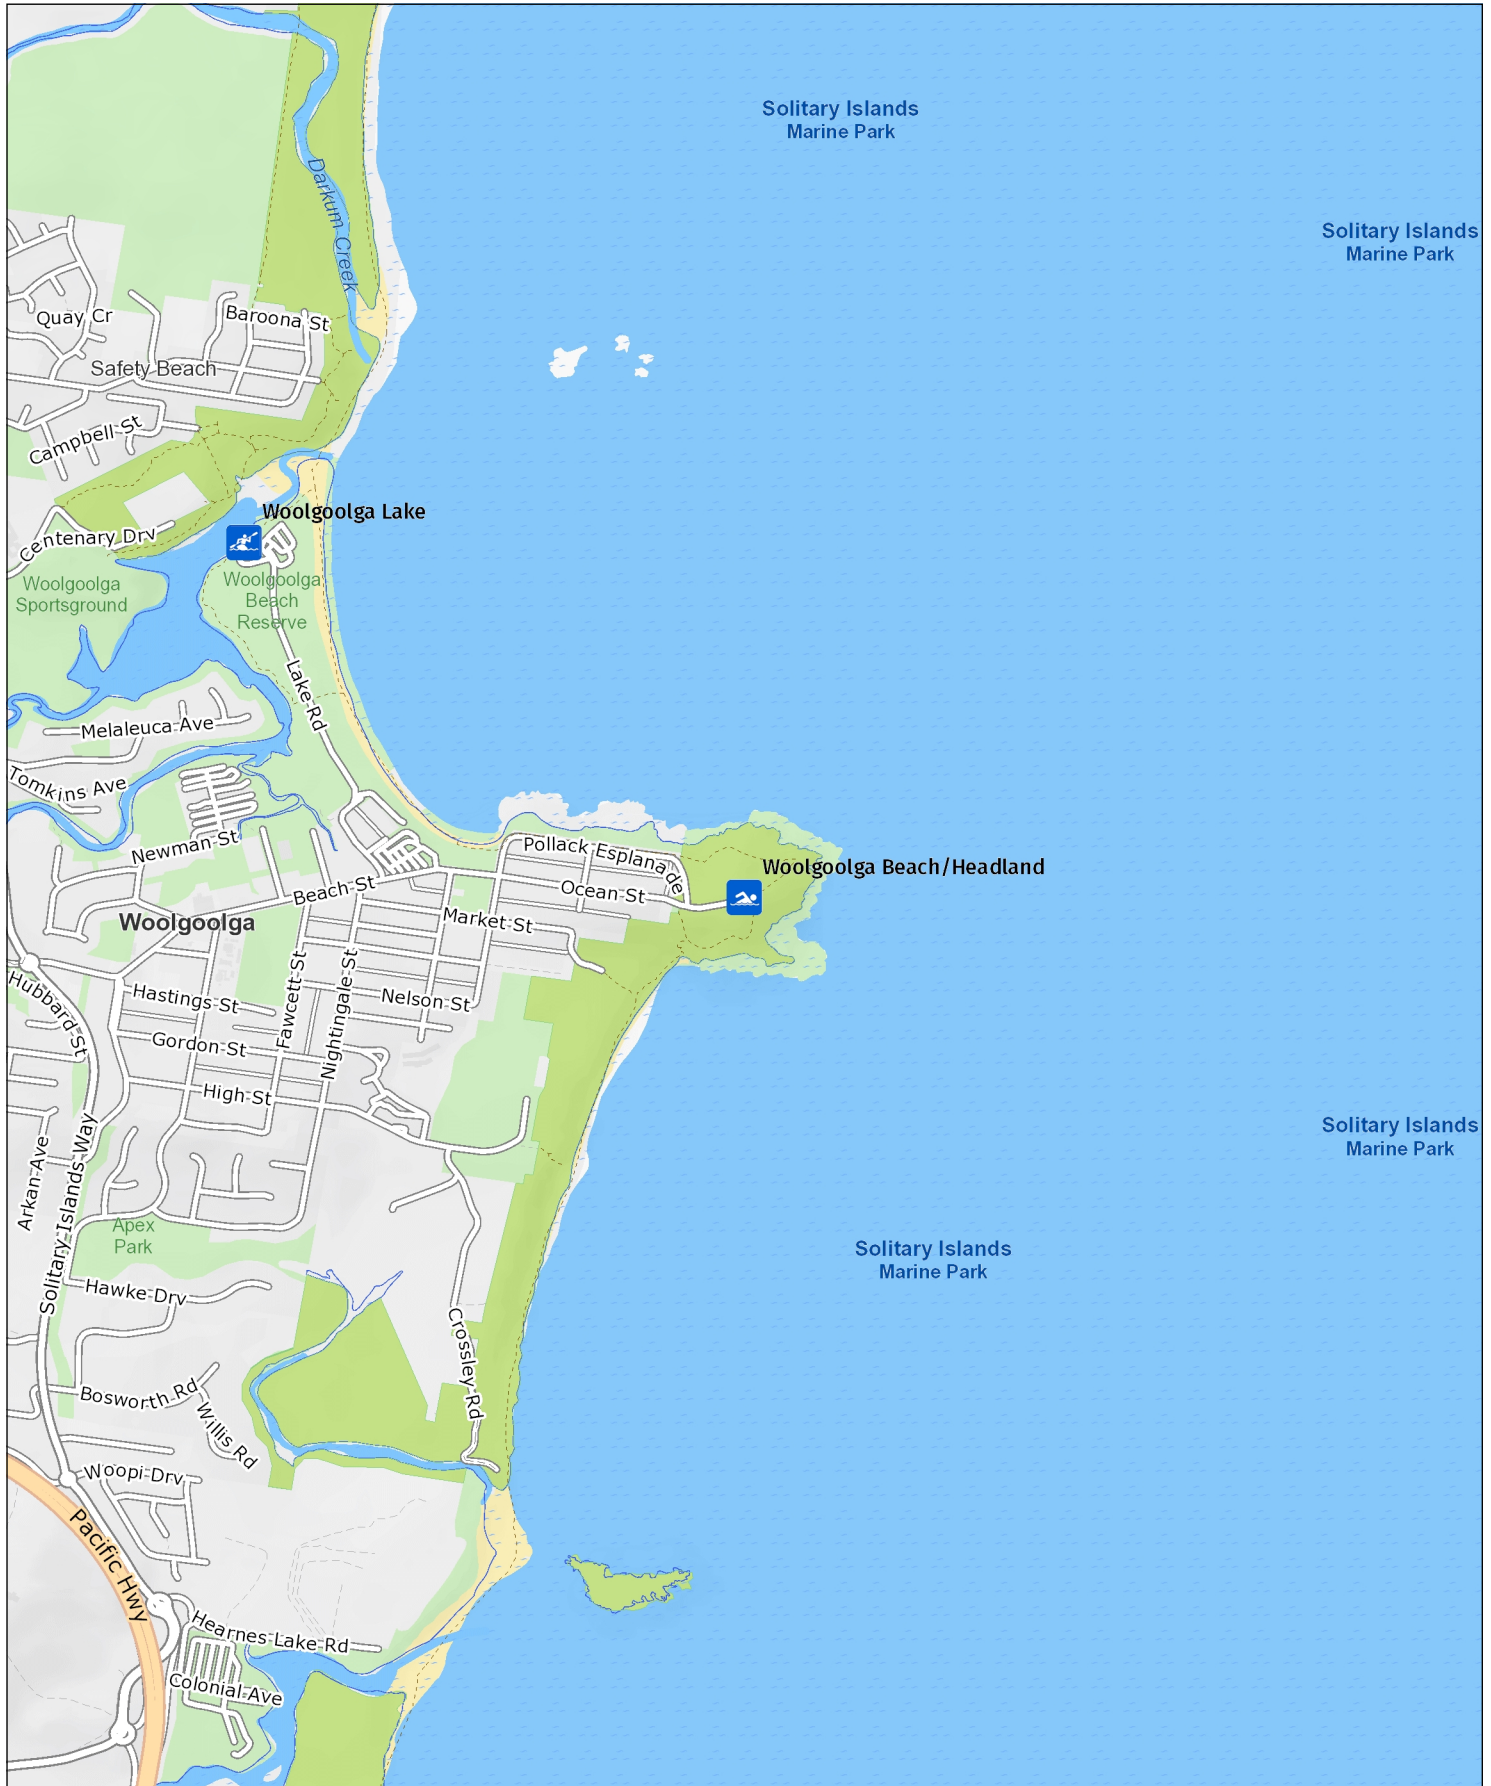 Solitary Islands
Marine Park
Darkum Creek
Solitary Islands
Marine Park
Quay Cr
Baroona St
Safety Beach
Campbell St
Woolgoolga Lake
Centenary Drv
Woolgoolga
Sportsground
Woolgoolga
Beach
Reserve
Lake Rd
Melaleuca Ave
Tomkins Ave
Newman St
Pollack Esplanade
Woolgoolga Beach/Headland
Beach St
Ocean St
Woolgoolga
Market St
Hubbard St
Hastings St
Fawcett St
Nightingale St
Nelson St
Gordon St
High St
Solitary Islands
Marine Park
Arkan Ave
Solitary Islands Way
Apex
Park
Solitary Islands
Marine Park
Hawke Drv
Crossley Rd
Bosworth Rd
Willis Rd
Woopi Drv
Pacific Hwy
Hearnes Lake Rd
Colonial Ave